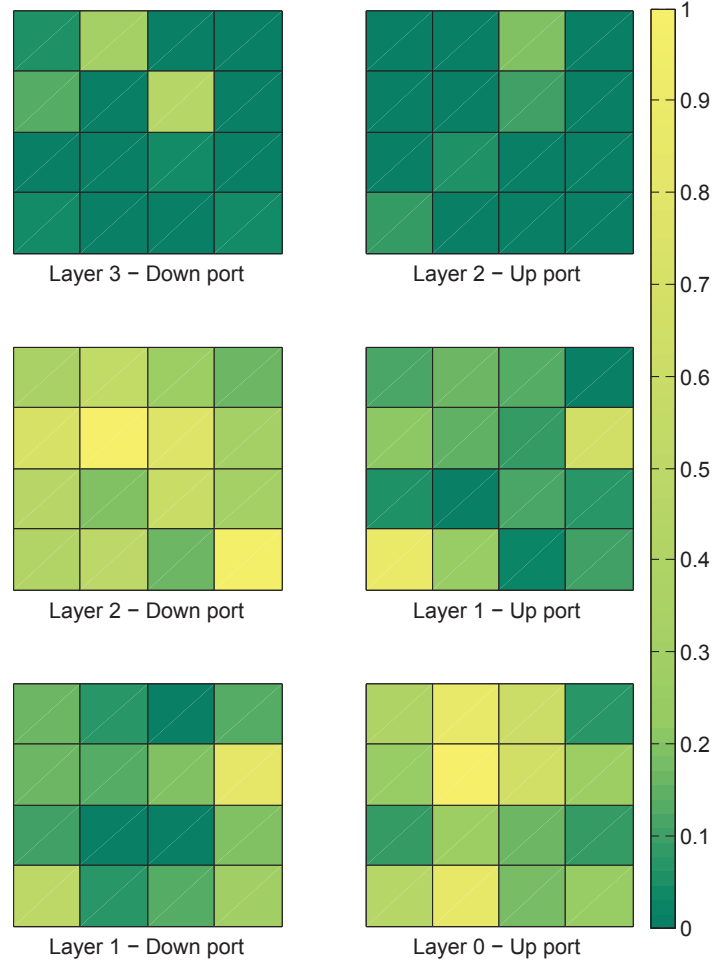 Layer 3 − Down port
Layer 2 − Up port
Layer 2 − Down port
Layer 1 − Up port
Layer 1 − Down port
Layer 0 − Up port
1
0.9
0.8
0.7
0.6
0.5
0.4
0.3
0.2
0.1
0